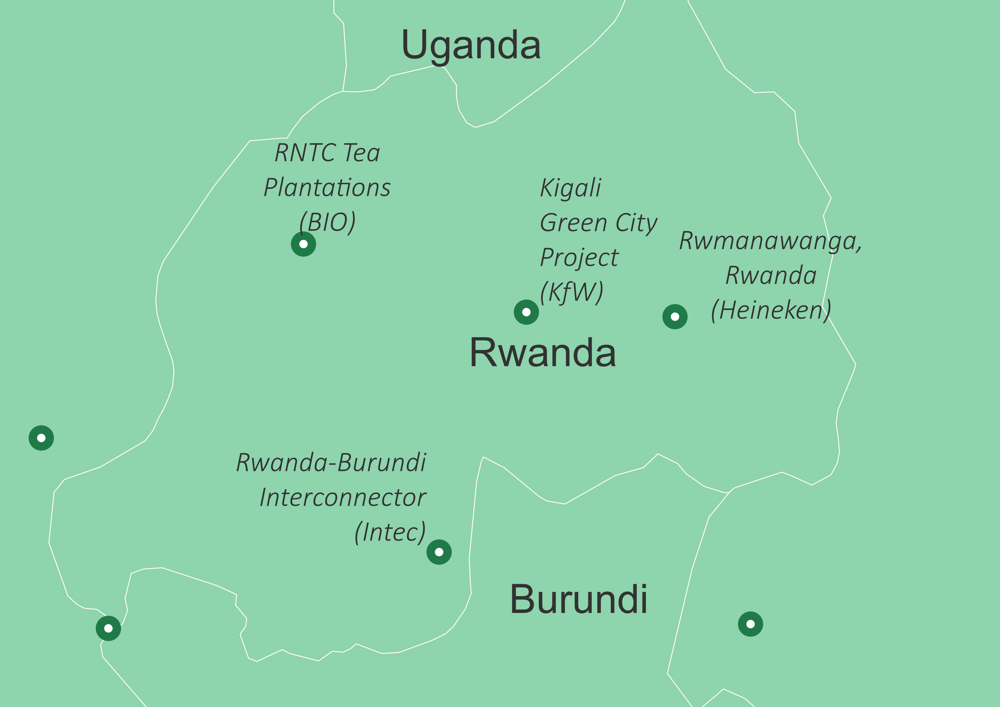 Uganda
RNTC Tea
Plantations
(BIO)
Kigali
Green City
Project
(KfW)
Rwmanawanga,
Rwanda
(Heineken)
Rwanda
Rwanda-Burundi
Interconnector
(Intec)
Burundi